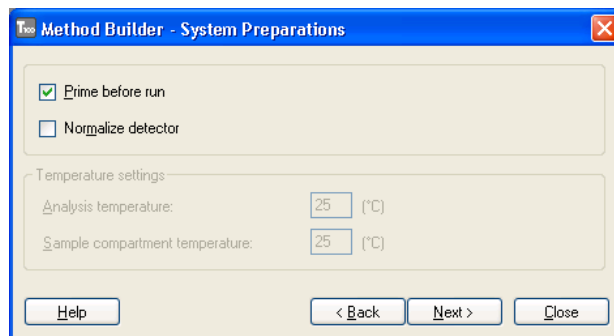 T100 Method Builder - System Preparations
Prime before run
Normalize detector
Temperature settings
Analysis temperature: 25 (°C)
Sample compartment temperature: 25 (°C)
Help < Back Next > Close